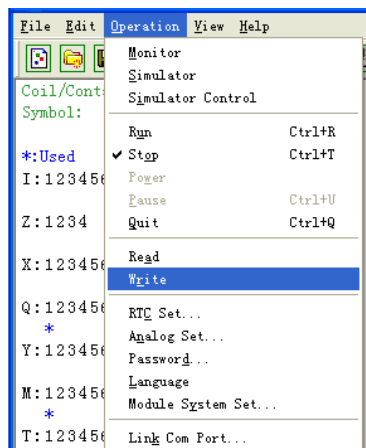 File Edit Operation View Help
Monitor
Simulator
Simulator Control
Coil/Cont
Symbol:
Run Ctrl+R
*:Used
✔ Stop Ctrl+T
I:123456
Power
Pause Ctrl+U
Z:1234
Quit Ctrl+Q
Read
X:123456
Write
Q:123456
RTC Set...
*
Analog Set...
Y:123456
Password...
Language
M:123456
Module System Set...
*
T:123456
Link Com Port...